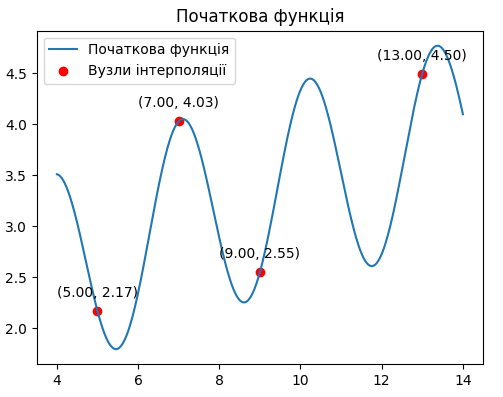 Початкова функція
Початкова функція
Вузли інтерполяції
(13.00, 4.50)
(7.00, 4.03)
(9.00, 2.55)
(5.00, 2.17)
4.5
4.0
3.5
3.0
2.5
2.0
4 6 8 10 12 14